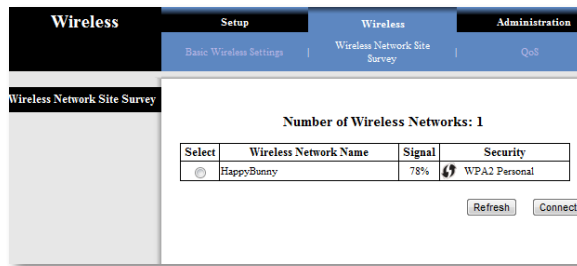 Wireless Setup Wireless Administration
Basic Wireless Settings | Wireless Network Site Survey | QoS
Wireless Network Site Survey
Number of Wireless Networks: 1
Select Wireless Network Name Signal Security
HappyBunny 78% WPA2 Personal
Refresh Connect